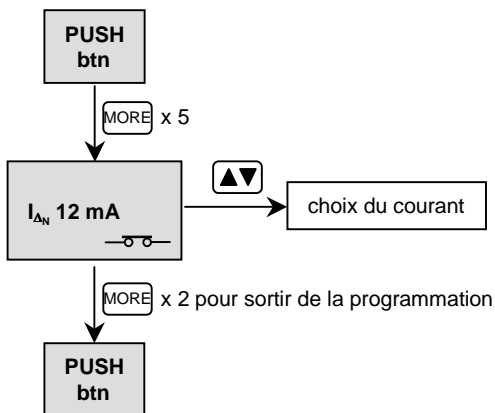 PUSH
btn
MORE x 5
I∆N 12 mA
▲▼
choix du courant
MORE x 2 pour sortir de la programmation
PUSH
btn